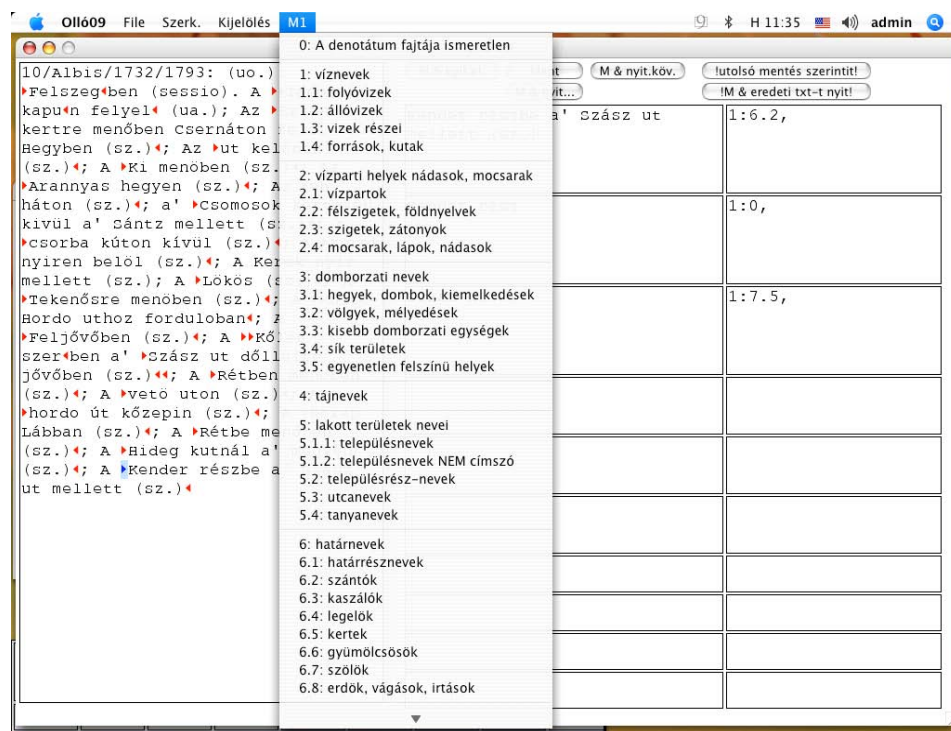 Olló09 File Szerk. Kijelölés M1 H 11:35 admin
0: A denotátum fajtája ismeretlen
1: víznevek
1.1: folyóvizek
1.2: állóvizek
1.3: vizek részei
1.4: források, kutak
2: vízparti helyek nádasok, mocsarak
2.1: vízpartok
2.2: félszigetek, földnyelvek
2.3: szigetek, zátonyok
2.4: mocsarak, lápok, nádasok
3: domborzati nevek
3.1: hegyek, dombok, kiemelkedések
3.2: völgyek, mélyedések
3.3: kisebb domborzati egységek
3.4: sík területek
3.5: egyenetlen felszínű helyek
4: tájnevek
5: lakott területek nevei
5.1.1: településnevek
5.1.2: településnevek NEM címszó
5.2: településrész-nevek
5.3: utcanevek
5.4: tanyanevek
6: határnevek
6.1: határrésznevek
6.2: szántók
6.3: kaszálók
6.4: legelök
6.5: kertek
6.6: gyümölcsösök
6.7: szölök
6.8: erdök, vágások, irtások
10/Albis/1732/1793: (uo.)
Felszegben (sessio). A
kapu n felyel (ua.); Az
kertre menőben Csernáton
Hegyben (sz.) ; Az ut kel
(sz.) ; A Ki menöben (sz.
Arannyas hegyen (sz.) ; A
háton (sz.) ; a' Csomosok
kivül a' Sántz mellett (s
csorba kúton kívül (sz.)
nyiren belöl (sz.) ; A Ker
mellett (sz.); A Lökös (s
Tekenősre menöben (sz.) ;
Hordo uthoz forduloban ; A
Feljővőben (sz.) ; A Kől
szer ben a' Szász ut dőll
jővőben (sz.) ; A Rétben
(sz.) ; A vetö uton (sz.)
hordo út kőzepin (sz.) ;
Lábban (sz.) ; A Rétbe me
(sz.) ; A Hideg kutnál a'
(sz.) ; A Kender részbe a
ut mellett (sz.)
M & nyit.köv. !utolsó mentés szerintit!
!M & eredeti txt-t nyit!
a' Szász ut
1:6.2,
1:0,
1:7.5,